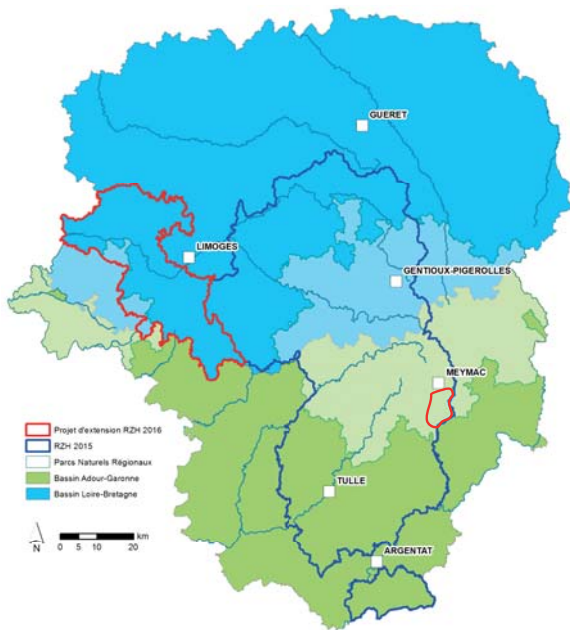 GUERET
LIMOGES
GENTIOUX-PIGEROLLES
MEYMAC
Projet d'extension RZH 2016
RZH 2015
Parcs Naturels Régionaux
Bassin Adour-Garonne
Bassin Loire-Bretagne
TULLE
N
0 5 10 20
km
ARGENTAT